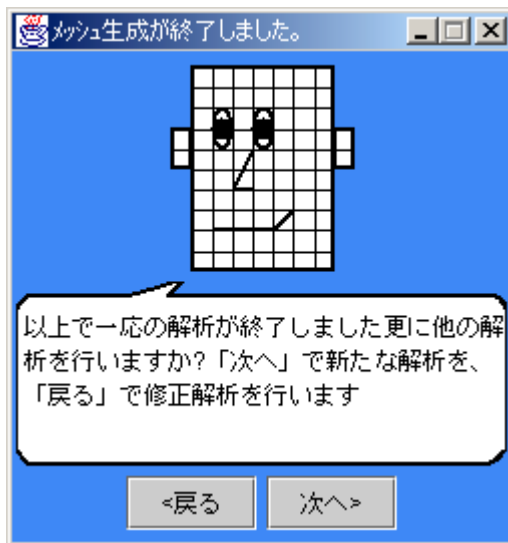 ﾒｯｼｭ生成が終了しました。
以上で一応の解析が終了しました更に他の解
析を行いますか?「次へ」で新たな解析を、
「戻る」で修正解析を行います
<戻る
次へ>